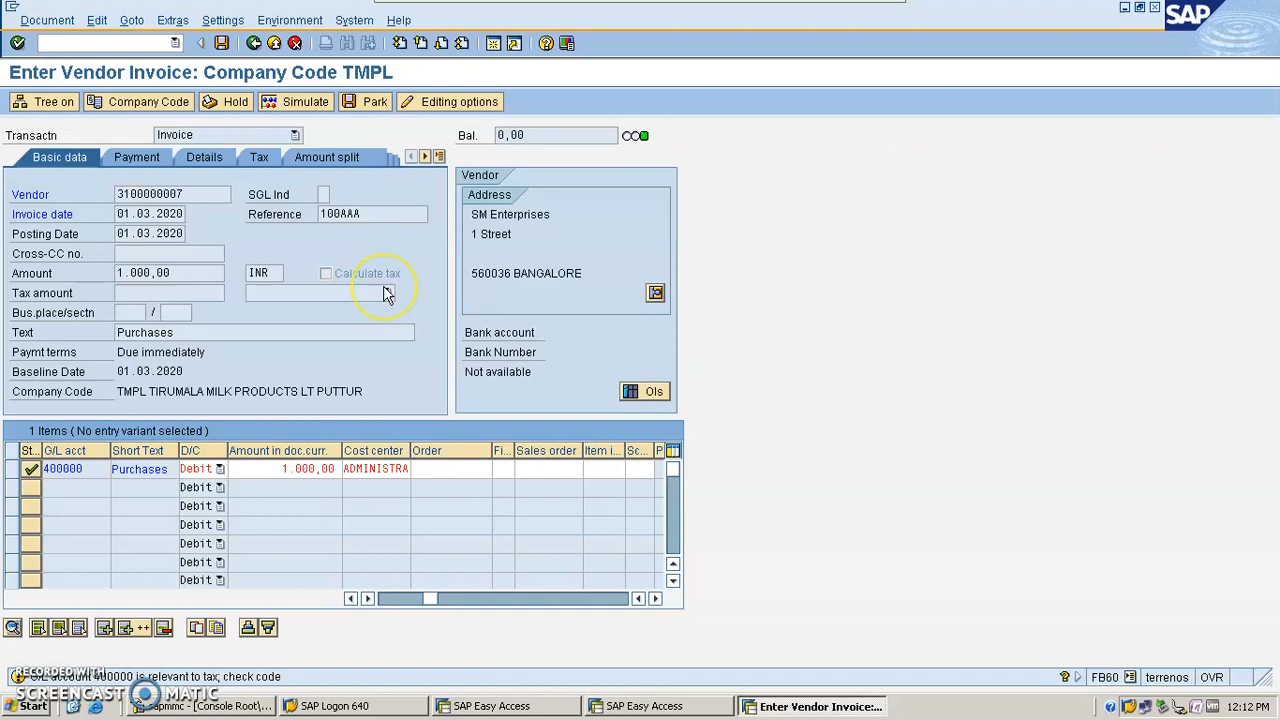 Document Edit Goto Extras Settings Environment System Help
SAP
Enter Vendor Invoice: Company Code TMPL
Tree on Company Code Hold Simulate Park Editing options
Transactn Invoice Bal. 0,00
Basic data Payment Details Tax Amount split
Vendor
Address
Vendor 3100000007 SGL Ind
Invoice date 01.03.2020 Reference 100AAA
SM Enterprises
Posting Date 01.03.2020
1 Street
Cross-CC no.
Amount 1.000,00 INR Calculate tax
560036 BANGALORE
Tax amount
Bus.place/sectn /
Text Purchases
Bank account
Paymt terms Due immediately
Bank Number
Baseline Date 01.03.2020
Not available
Company Code TMPL TIRUMALA MILK PRODUCTS LT PUTTUR
OIs
1 Items ( No entry variant selected )
St... G/L acct Short Text D/C Amount in doc.curr. Cost center Order Fi... Sales order Item i... Sc... P
400000 Purchases Debit 1.000,00 ADMINISTRA
Debit
Debit
Debit
Debit
Debit
Debit
G/L account 400000 is relevant to tax; check code
FB60 terrenos OVR
RECORDED WITH
SCREENCAST MATIC
Start sapmmc - [Console Root\... SAP Logon 640 SAP Easy Access SAP Easy Access Enter Vendor Invoice:... 12:12 PM